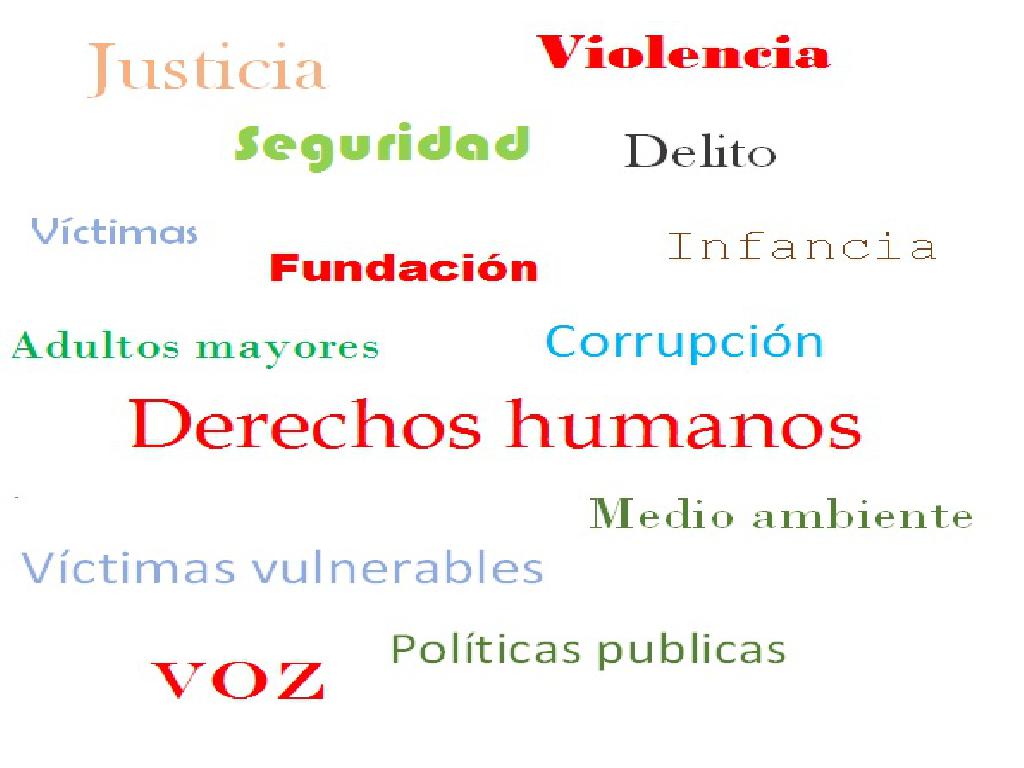 Justicia
Violencia
Seguridad
Delito
Víctimas
Infancia
Fundación
Adultos mayores
Corrupción
Derechos humanos
Medio ambiente
Víctimas vulnerables
Políticas publicas
VOZ